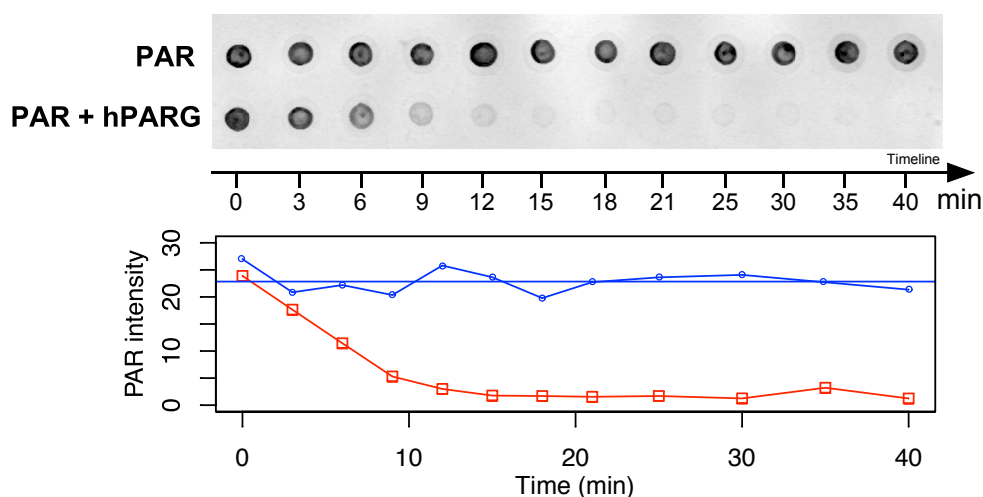 PAR
PAR + hPARG
Timeline
0 3 6 9 12 15 18 21 25 30 35 40 min
PAR intensity
30
20
10
0
0 10 20 30 40
Time (min)